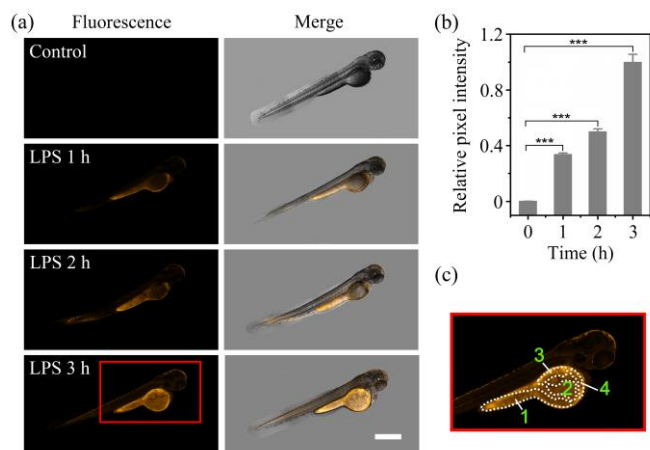 (a)
Fluorescence
Merge
Control
LPS 1 h
LPS 2 h
LPS 3 h
(b)
Relative pixel intensity
1.2
0.8
0.4
0
***
***
***
0 1 2 3
Time (h)
(c)
3
2
4
1